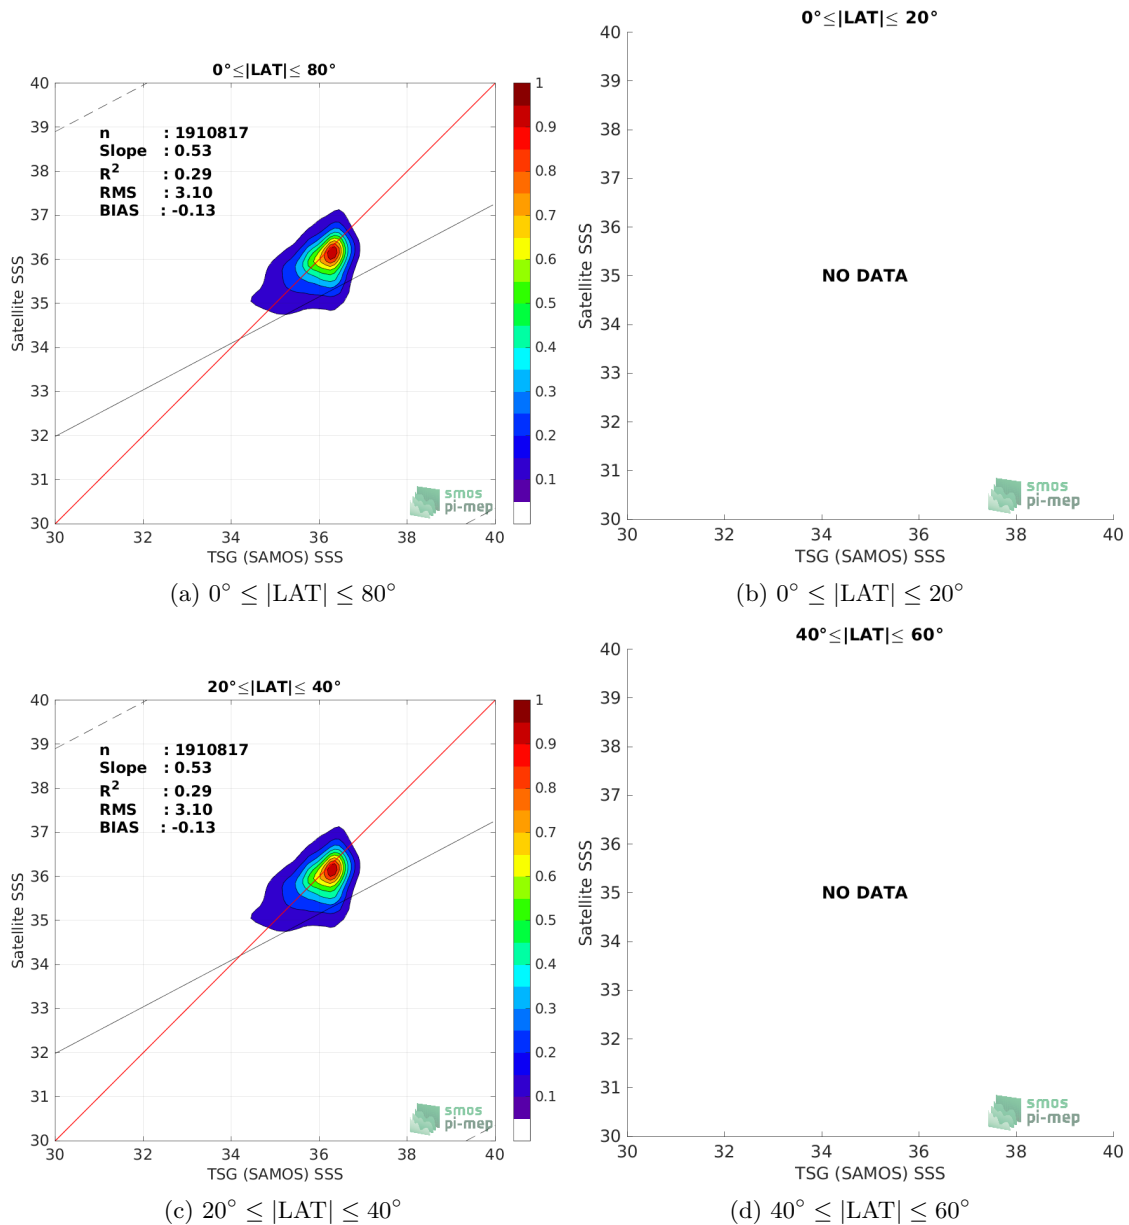 0°≤|LAT|≤ 80°
40
39
38
37
36
35
34
33
32
31
30
30
32
34
36
38
40
Satellite SSS
TSG (SAMOS) SSS
n : 1910817
Slope : 0.53
R² : 0.29
RMS : 3.10
BIAS : -0.13
1
0.9
0.8
0.7
0.6
0.5
0.4
0.3
0.2
0.1
smos
pi-mep
(a) 0° ≤ |LAT| ≤ 80°
0°≤|LAT|≤ 20°
40
39
38
37
36
35
34
33
32
31
30
30
32
34
36
38
40
Satellite SSS
TSG (SAMOS) SSS
NO DATA
smos
pi-mep
(b) 0° ≤ |LAT| ≤ 20°
20°≤|LAT|≤ 40°
40
39
38
37
36
35
34
33
32
31
30
30
32
34
36
38
40
Satellite SSS
TSG (SAMOS) SSS
n : 1910817
Slope : 0.53
R² : 0.29
RMS : 3.10
BIAS : -0.13
1
0.9
0.8
0.7
0.6
0.5
0.4
0.3
0.2
0.1
smos
pi-mep
(c) 20° ≤ |LAT| ≤ 40°
40°≤|LAT|≤ 60°
40
39
38
37
36
35
34
33
32
31
30
30
32
34
36
38
40
Satellite SSS
TSG (SAMOS) SSS
NO DATA
smos
pi-mep
(d) 40° ≤ |LAT| ≤ 60°